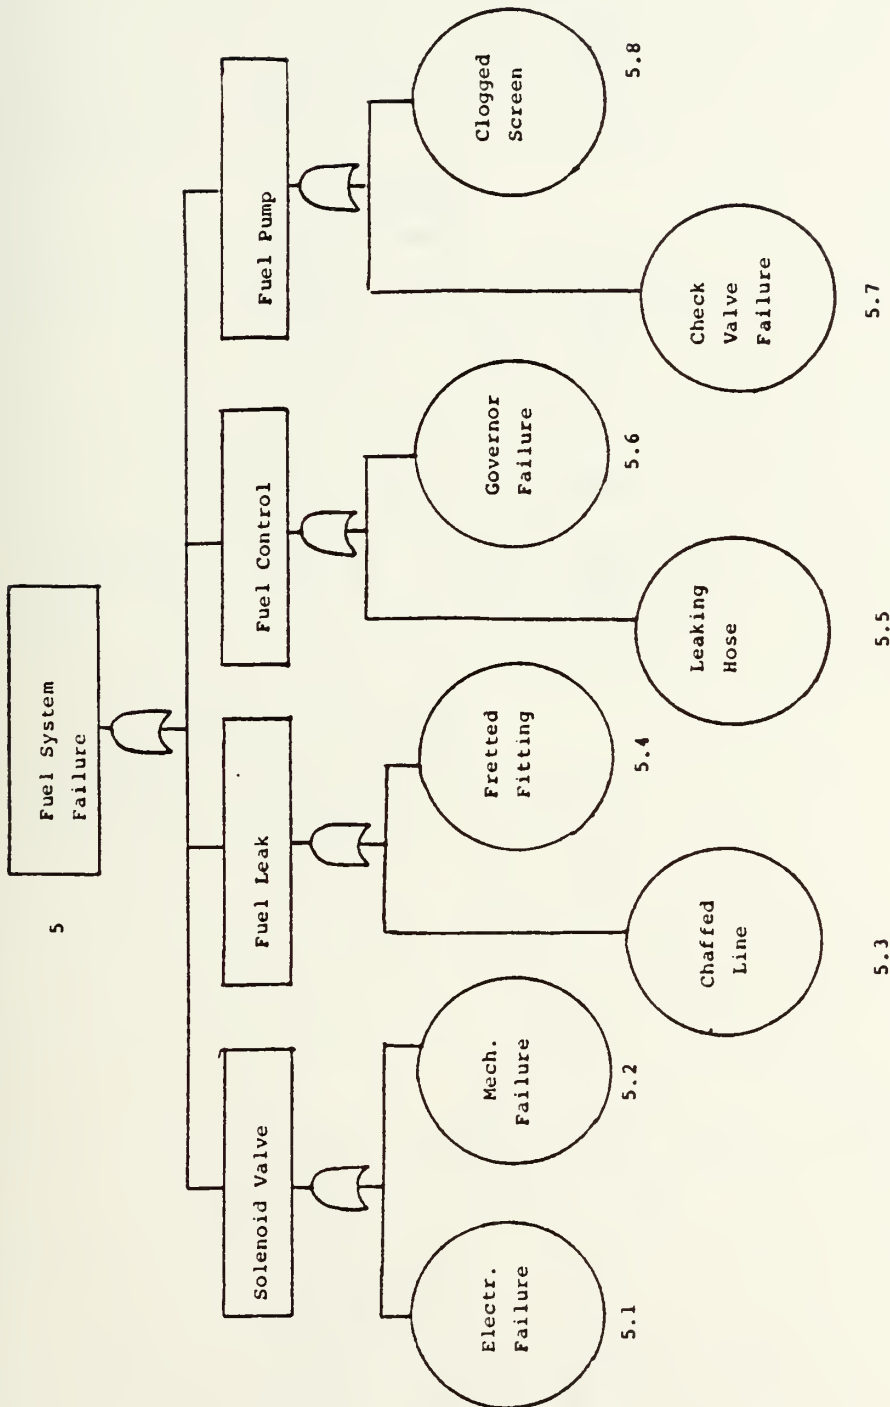 5
Fuel System
Failure
Solenoid Valve
Fuel Leak
Fuel Control
Fuel Pump
Electr.
Failure
5.1
Mech.
Failure
5.2
Chaffed
Line
5.3
Fretted
Fitting
5.4
Leaking
Hose
5.5
Governor
Failure
5.6
Check
Valve
Failure
5.7
Clogged
Screen
5.8